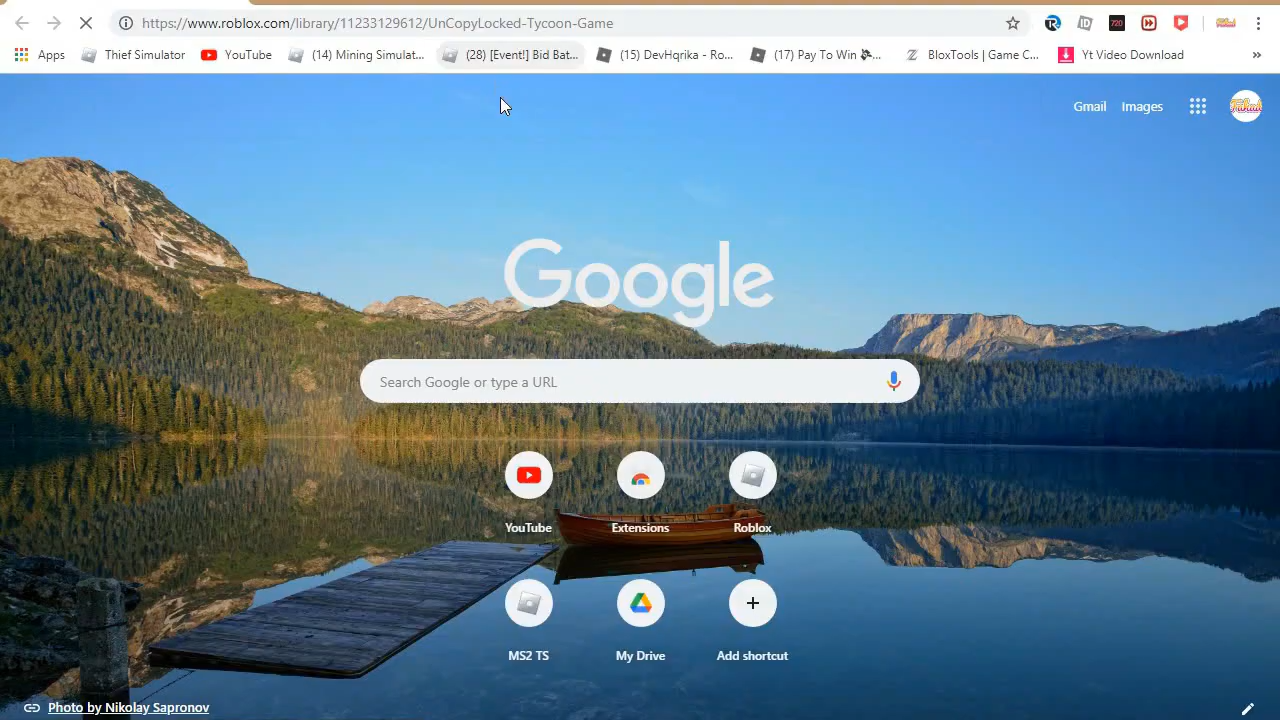 https://www.roblox.com/library/11233129612/UnCopyLocked-Tycoon-Game
Apps Thief Simulator YouTube (14) Mining Simulat... (28) [Event!] Bid Bat... (13) DevHqrika - Ro... (17) Pay To Win BloxTools | Game C... Yt Video Download »
Gmail Images
Google
Search Google or type a URL
YouTube Extensions Roblox
MS2 TS My Drive Add shortcut
Photo by Nikolay Sapronov